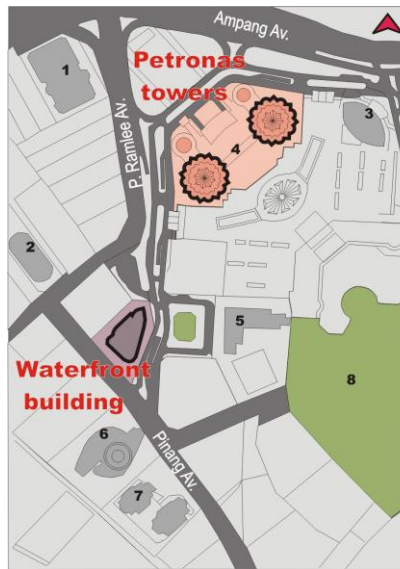 Ampang Av.
Petronas
towers
1
P. Ramlee Av.
3
4
2
5
Waterfront
building
8
Pinang Av.
6
7